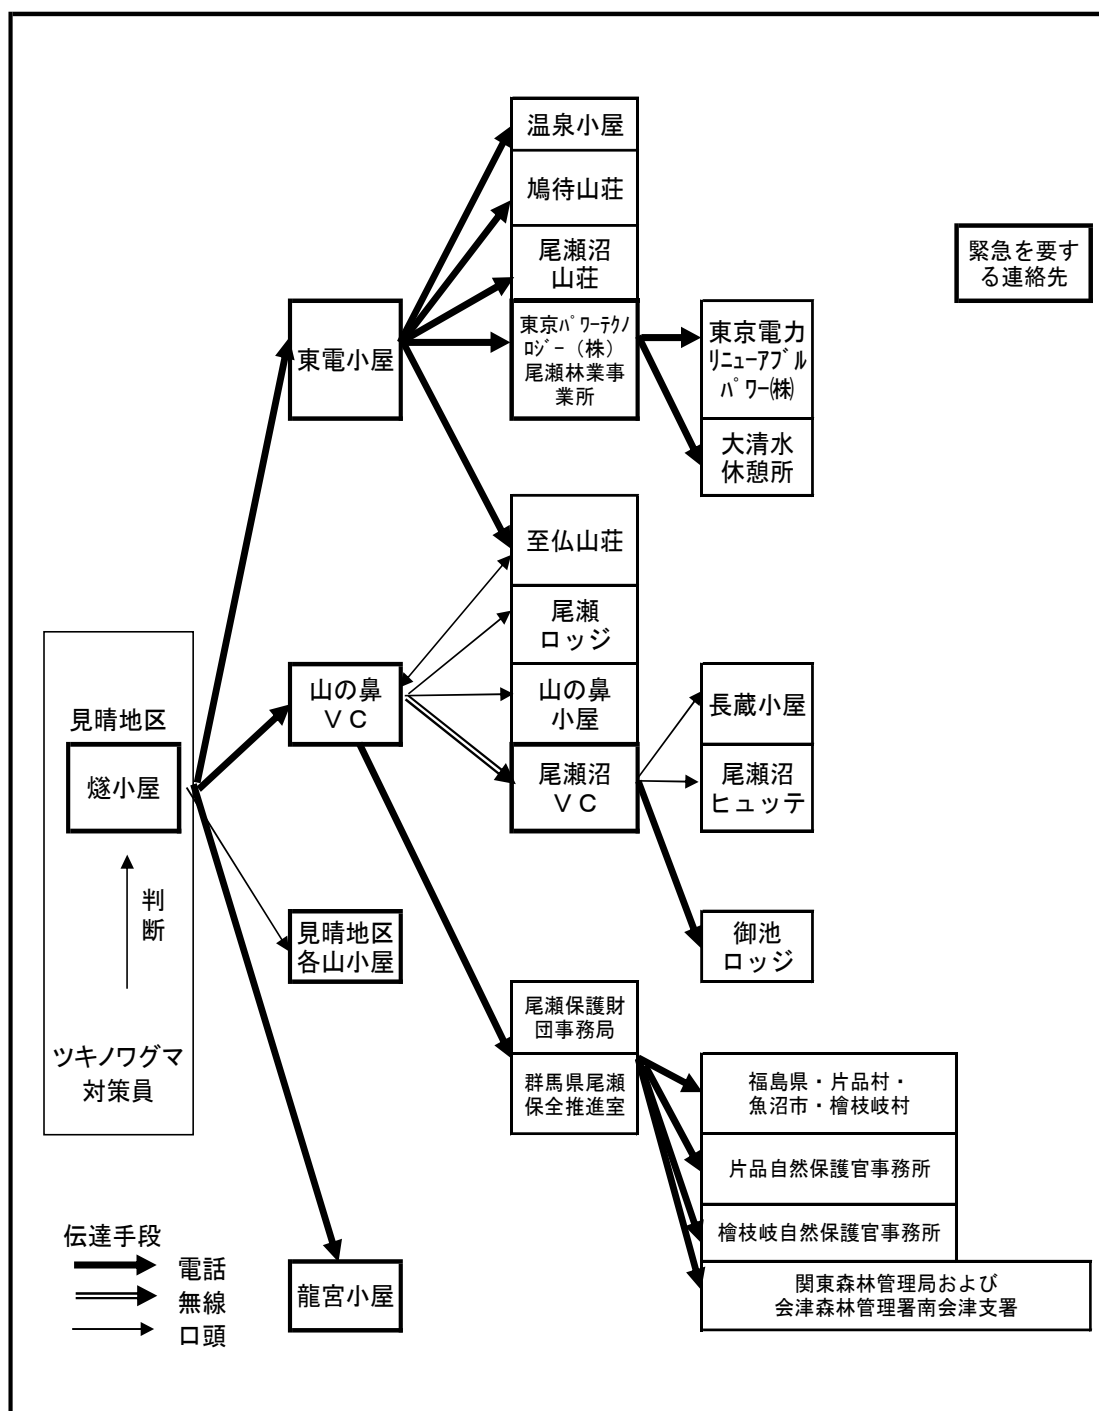 温泉小屋
鳩待山荘
尾瀬沼
山荘
緊急を要す
る連絡先
東電小屋
東京ﾊﾟﾜｰﾃｸﾉ
ﾛｼﾞｰ（株）
尾瀬林業事
業所
東京電力
ﾘﾆｭｰｱﾌﾞﾙ
ﾊﾟﾜｰ㈱
大清水
休憩所
至仏山荘
尾瀬
ロッジ
山の鼻
ＶＣ
山の鼻
小屋
長蔵小屋
見晴地区
燧小屋
尾瀬沼
ＶＣ
尾瀬沼
ヒュッテ
判
断
見晴地区
各山小屋
御池
ロッジ
尾瀬保護財
団事務局
ツキノワグマ
対策員
群馬県尾瀬
保全推進室
福島県・片品村・
魚沼市・檜枝岐村
片品自然保護官事務所
檜枝岐自然保護官事務所
伝達手段
電話
無線
口頭
龍宮小屋
関東森林管理局および
会津森林管理署南会津支署